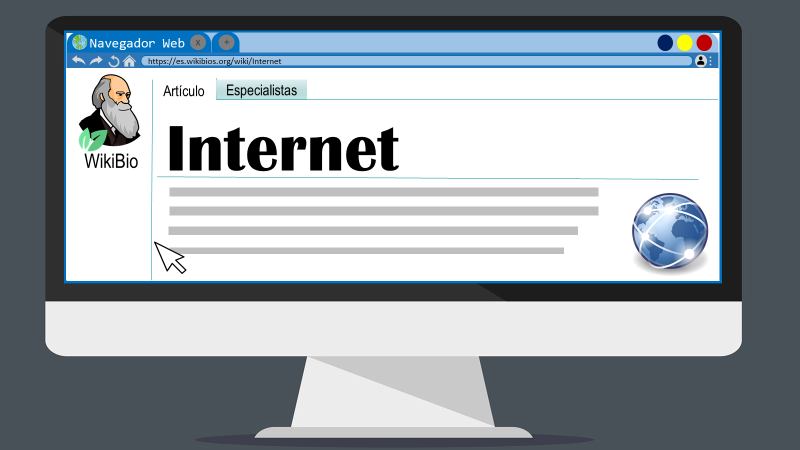 Navegador Web X +
https://es.wikibios.org/wiki/Internet
Artículo Especialistas
Internet
WikiBio